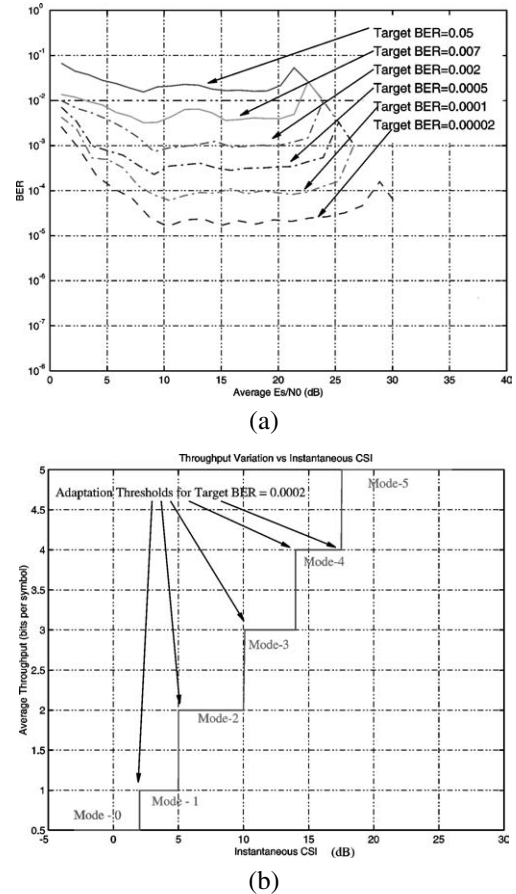 BER
10^0
10^-1
10^-2
10^-3
10^-4
10^-5
10^-6
10^-7
10^-8
Target BER=0.05
Target BER=0.007
Target BER=0.002
Target BER=0.0005
Target BER=0.0001
Target BER=0.00002
0 5 10 15 20 25 30 35 40
Average Es/N0 (dB)
(a)
Throughput Variation vs Instantaneous CSI
Average Throughput (bits per symbol)
5
4.5
4
3.5
3
2.5
2
1.5
1
0.5
Adaptation Thresholds for Target BER = 0.0002
Mode-5
Mode-4
Mode-3
Mode-2
Mode - 1
Mode - 0
-5 0 5 10 15 20 25 30
Instantaneous CSI (dB)
(b)